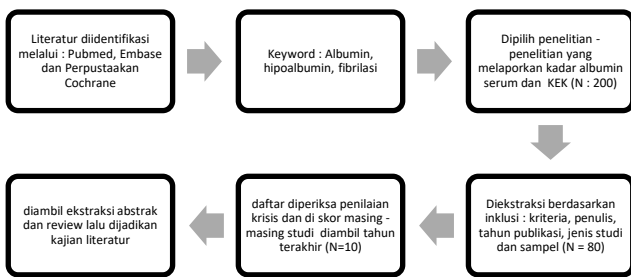 Literatur diidentifikasi
melalui : Pubmed, Embase
dan Perpustaakan
Cochrane
Keyword : Albumin,
hipoalbumin, fibrilasi
Dipilih penelitian -
penelitian yang
melaporkan kadar albumin
serum dan KEK (N : 200)
Diekstraksi berdasarkan
inklusi : kriteria, penulis,
tahun publikasi, jenis studi
dan sampel (N = 80)
daftar diperiksa penilaian
krisis dan di skor masing -
masing studi diambil tahun
terakhir (N=10)
diambil ekstraksi abstrak
dan review lalu dijadikan
kajian literatur